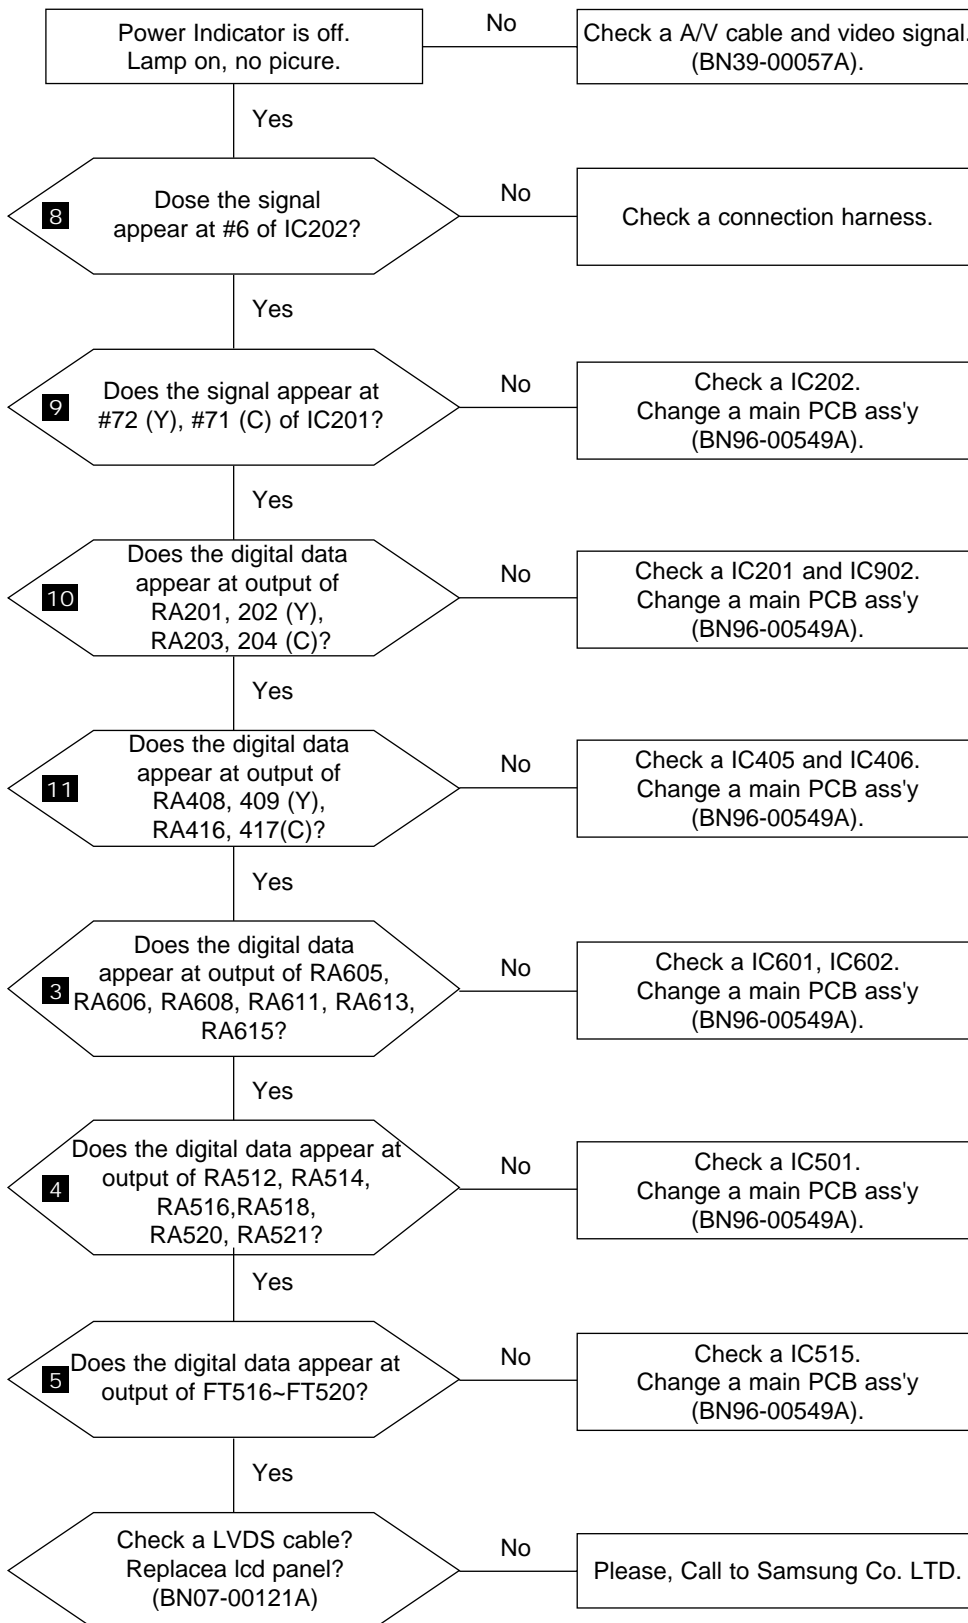 Power Indicator is off.
Lamp on, no picure.
No
Check a A/V cable and video signal.
(BN39-00057A).
Yes
8
Dose the signal
appear at #6 of IC202?
No
Check a connection harness.
Yes
9
Does the signal appear at
#72 (Y), #71 (C) of IC201?
No
Check a IC202.
Change a main PCB ass'y
(BN96-00549A).
Yes
10
Does the digital data
appear at output of
RA201, 202 (Y),
RA203, 204 (C)?
No
Check a IC201 and IC902.
Change a main PCB ass'y
(BN96-00549A).
Yes
11
Does the digital data
appear at output of
RA408, 409 (Y),
RA416, 417(C)?
No
Check a IC405 and IC406.
Change a main PCB ass'y
(BN96-00549A).
Yes
3
Does the digital data
appear at output of RA605,
RA606, RA608, RA611, RA613,
RA615?
No
Check a IC601, IC602.
Change a main PCB ass'y
(BN96-00549A).
Yes
4
Does the digital data appear at
output of RA512, RA514,
RA516,RA518,
RA520, RA521?
No
Check a IC501.
Change a main PCB ass'y
(BN96-00549A).
Yes
5
Does the digital data appear at
output of FT516~FT520?
No
Check a IC515.
Change a main PCB ass'y
(BN96-00549A).
Yes
Check a LVDS cable?
Replacea lcd panel?
(BN07-00121A)
No
Please, Call to Samsung Co. LTD.